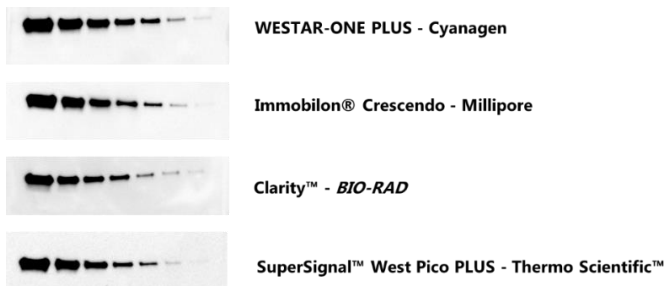 WESTAR-ONE PLUS - Cyanagen
Immobilon® Crescendo - Millipore
Clarity™ - BIO-RAD
SuperSignal™ West Pico PLUS - Thermo Scientific™